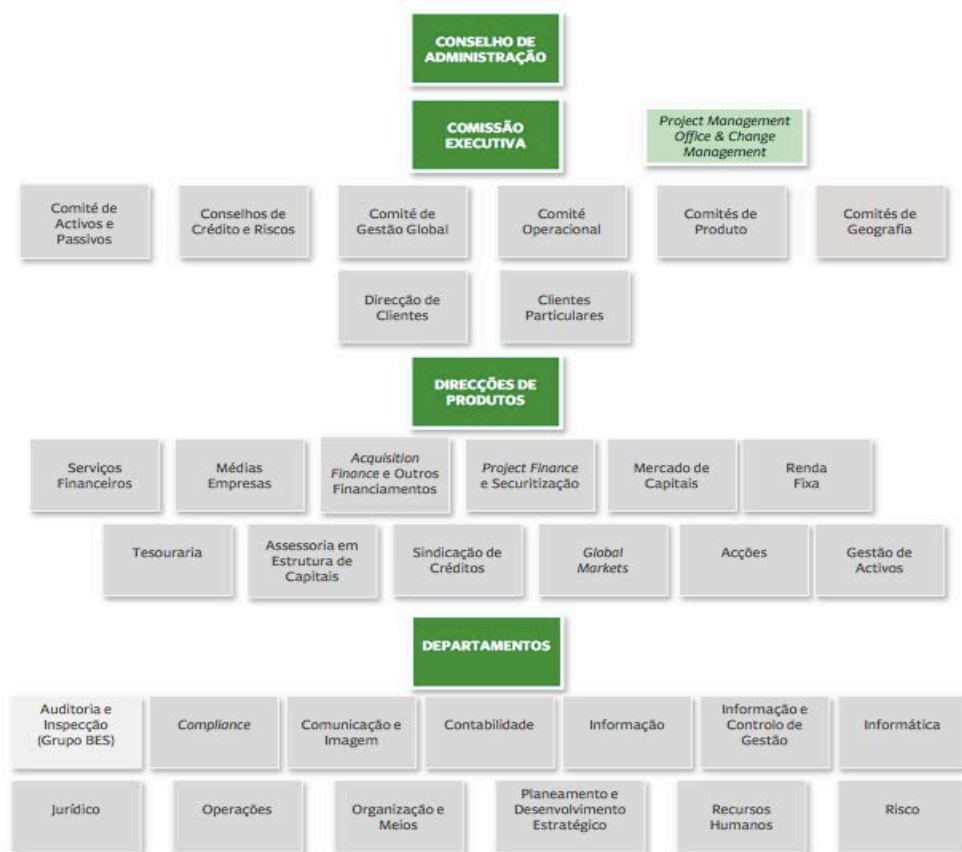 CONSELHO DE
ADMINISTRAÇÃO
COMISSÃO
EXECUTIVA
Project Management
Office & Change
Management
Comité de
Activos e
Passivos
Conselhos de
Crédito e Riscos
Comité de
Gestão Global
Comité
Operacional
Comités de
Produto
Comités de
Geografia
Direcção de
Clientes
Clientes
Particulares
DIRECÇÕES DE
PRODUTOS
Serviços
Financeiros
Médias
Empresas
Acquisition
Finance e Outros
Financiamentos
Project Finance
e Securitização
Mercado de
Capitais
Renda
Fixa
Tesouraria
Assessoria em
Estrutura de
Capitais
Sindicação de
Créditos
Global
Markets
Acções
Gestão de
Activos
DEPARTAMENTOS
Auditoria e
Inspecção
(Grupo BES)
Compliance
Comunicação e
Imagem
Contabilidade
Informação
Informação e
Controlo de
Gestão
Informática
Jurídico
Operações
Organização e
Meios
Planeamento e
Desenvolvimento
Estratégico
Recursos
Humanos
Risco